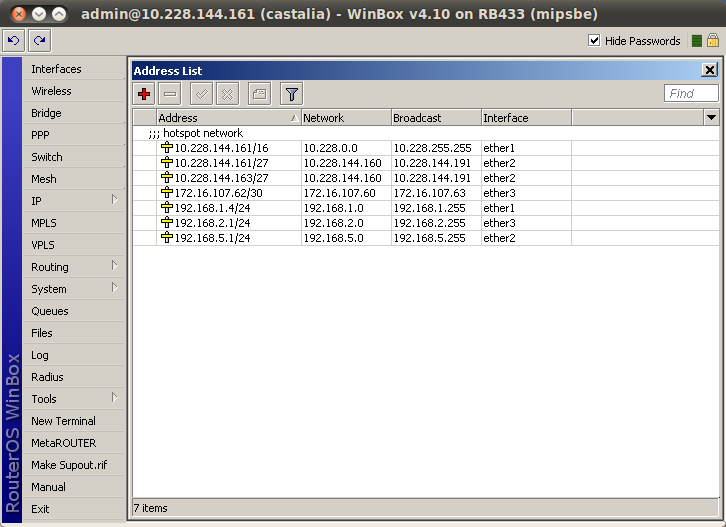 admin@10.228.144.161 (castalia) - WinBox v4.10 on RB433 (mipsbe)
Hide Passwords
RouterOS WinBox
Interfaces
Wireless
Bridge
PPP
Switch
Mesh
IP
MPLS
VPLS
Routing
System
Queues
Files
Log
Radius
Tools
New Terminal
MetaROUTER
Make Supout.rif
Manual
Exit
Address List
Find
Address Network Broadcast Interface
;;; hotspot network
10.228.144.161/16 10.228.0.0 10.228.255.255 ether1
10.228.144.161/27 10.228.144.160 10.228.144.191 ether2
10.228.144.163/27 10.228.144.160 10.228.144.191 ether2
172.16.107.62/30 172.16.107.60 172.16.107.63 ether3
192.168.1.4/24 192.168.1.0 192.168.1.255 ether1
192.168.2.1/24 192.168.2.0 192.168.2.255 ether3
192.168.5.1/24 192.168.5.0 192.168.5.255 ether2
7 items